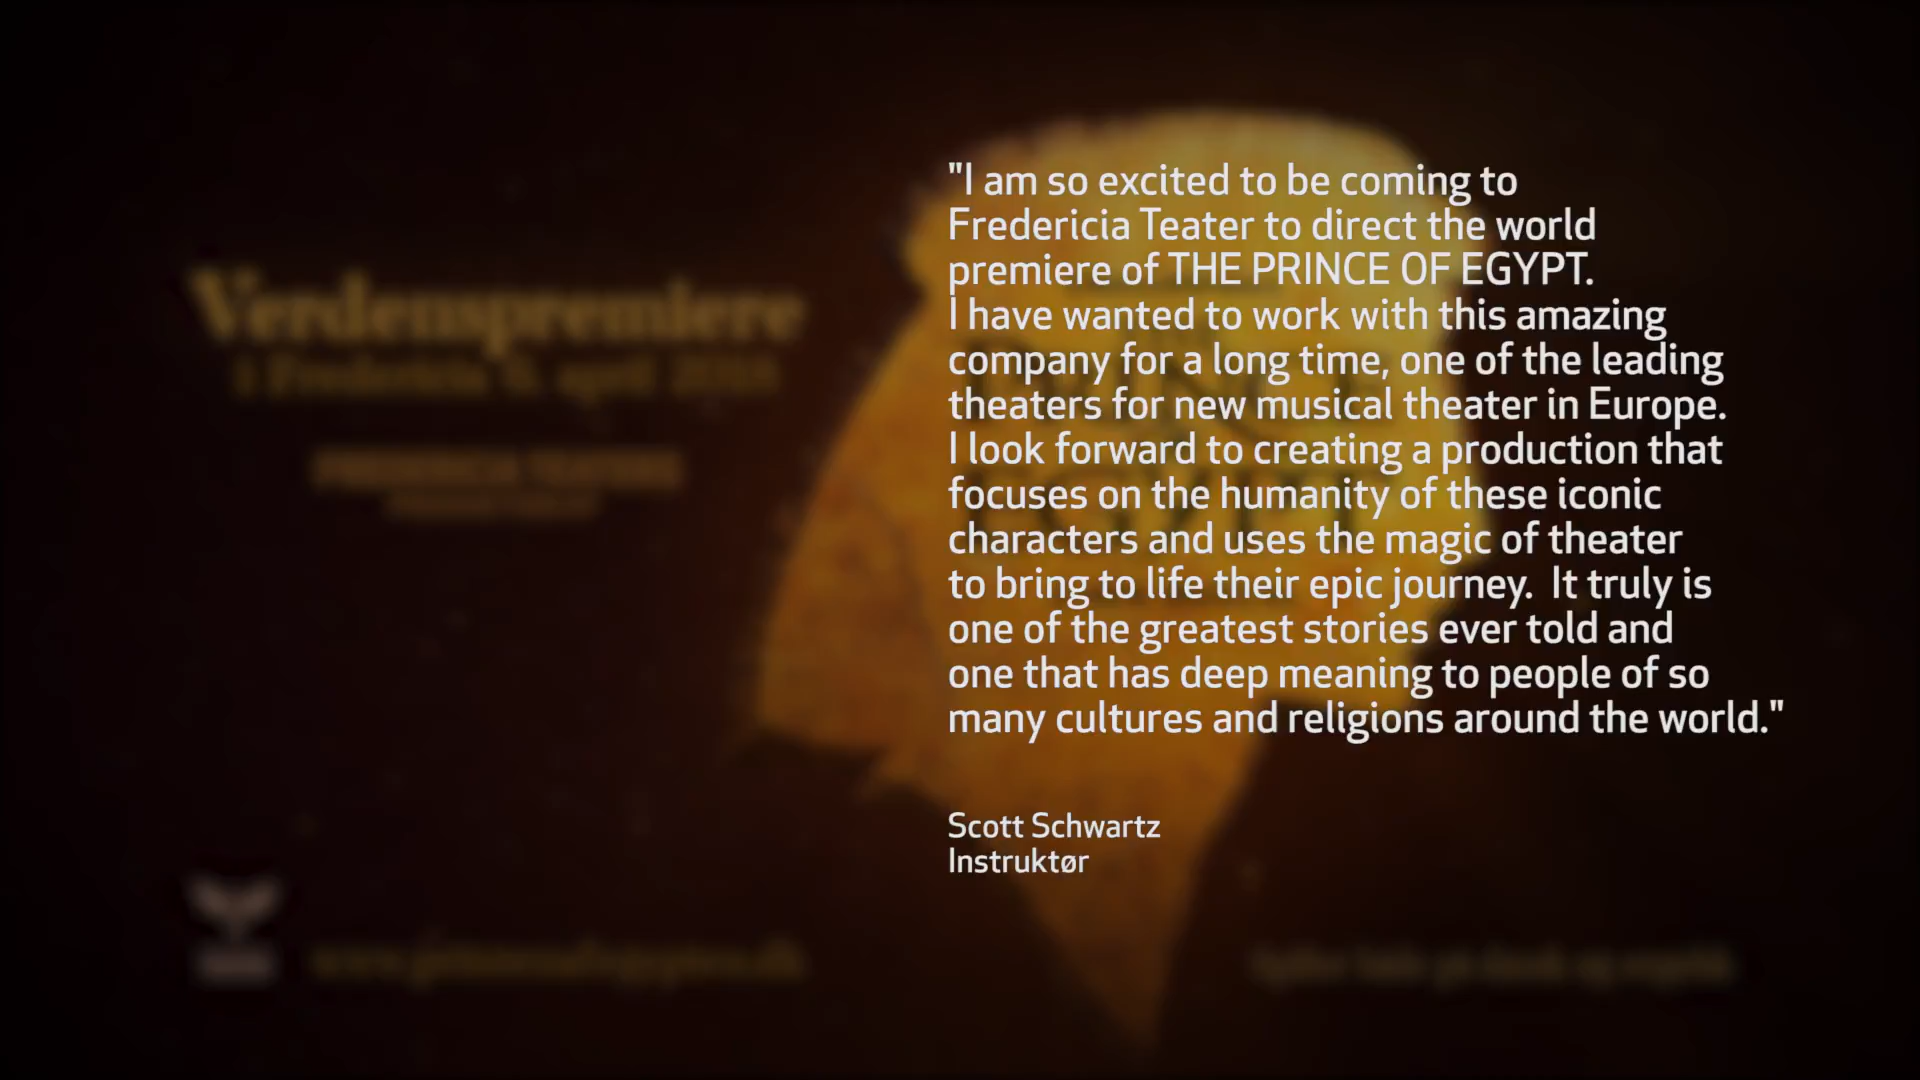 Verdenspremiere
"I am so excited to be coming to
Fredericia Teater to direct the world
premiere of THE PRINCE OF EGYPT.
I have wanted to work with this amazing
company for a long time, one of the leading
theaters for new musical theater in Europe.
I look forward to creating a production that
focuses on the humanity of these iconic
characters and uses the magic of theater
to bring to life their epic journey.  It truly is
one of the greatest stories ever told and
one that has deep meaning to people of so
many cultures and religions around the world."
Scott Schwartz
Instruktør